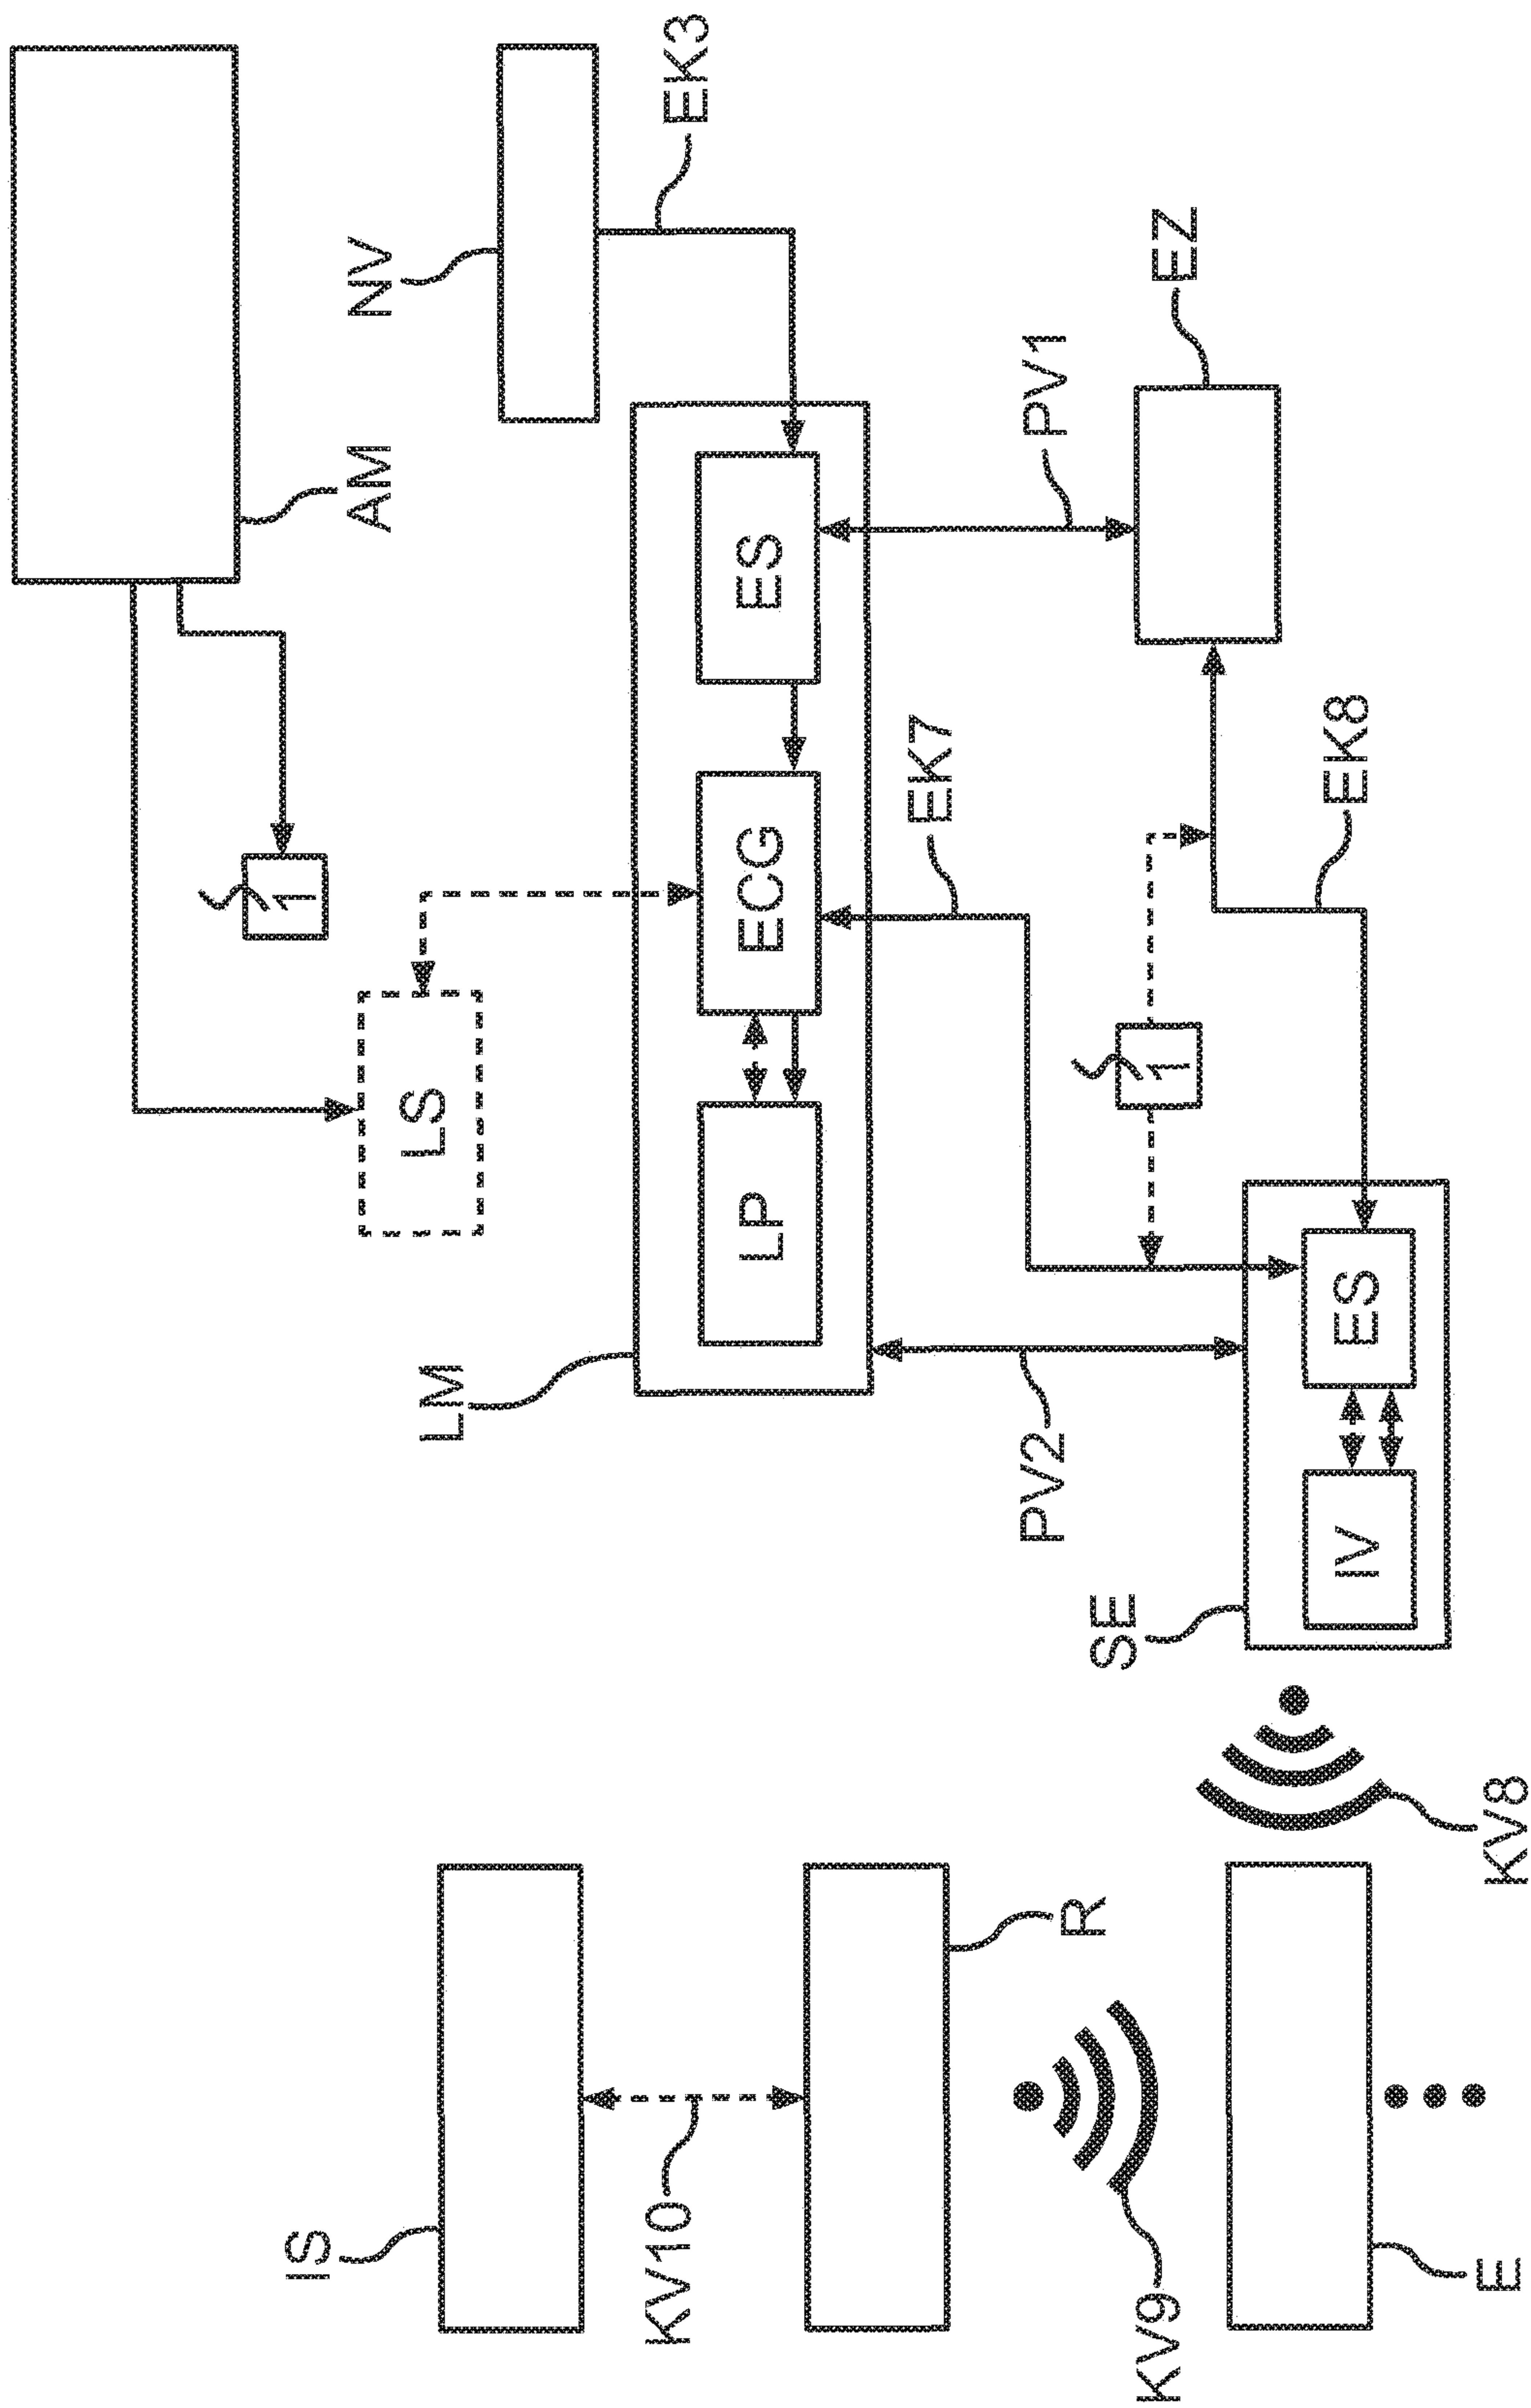 IS
KV10
R
KV9
E
KV8
LM
LS
1
AM
NV
EK3
LP
ECG
ES
PV2
EK7
PV1
1
EZ
SE
IV
ES
EK8